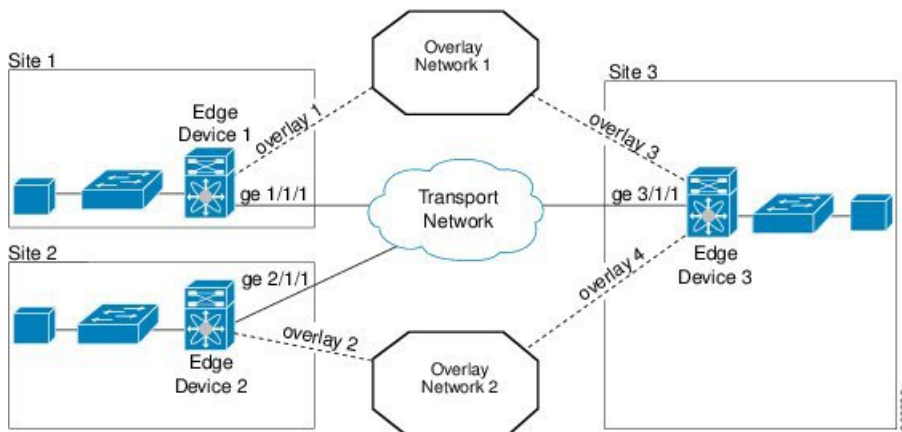 Site 1
Edge
Device 1
overlay 1
ge 1/1/1
Overlay
Network 1
Site 3
overlay 3
Transport
Network
ge 3/1/1
Edge
Device 3
Site 2
ge 2/1/1
overlay 2
Edge
Device 2
overlay 4
Overlay
Network 2